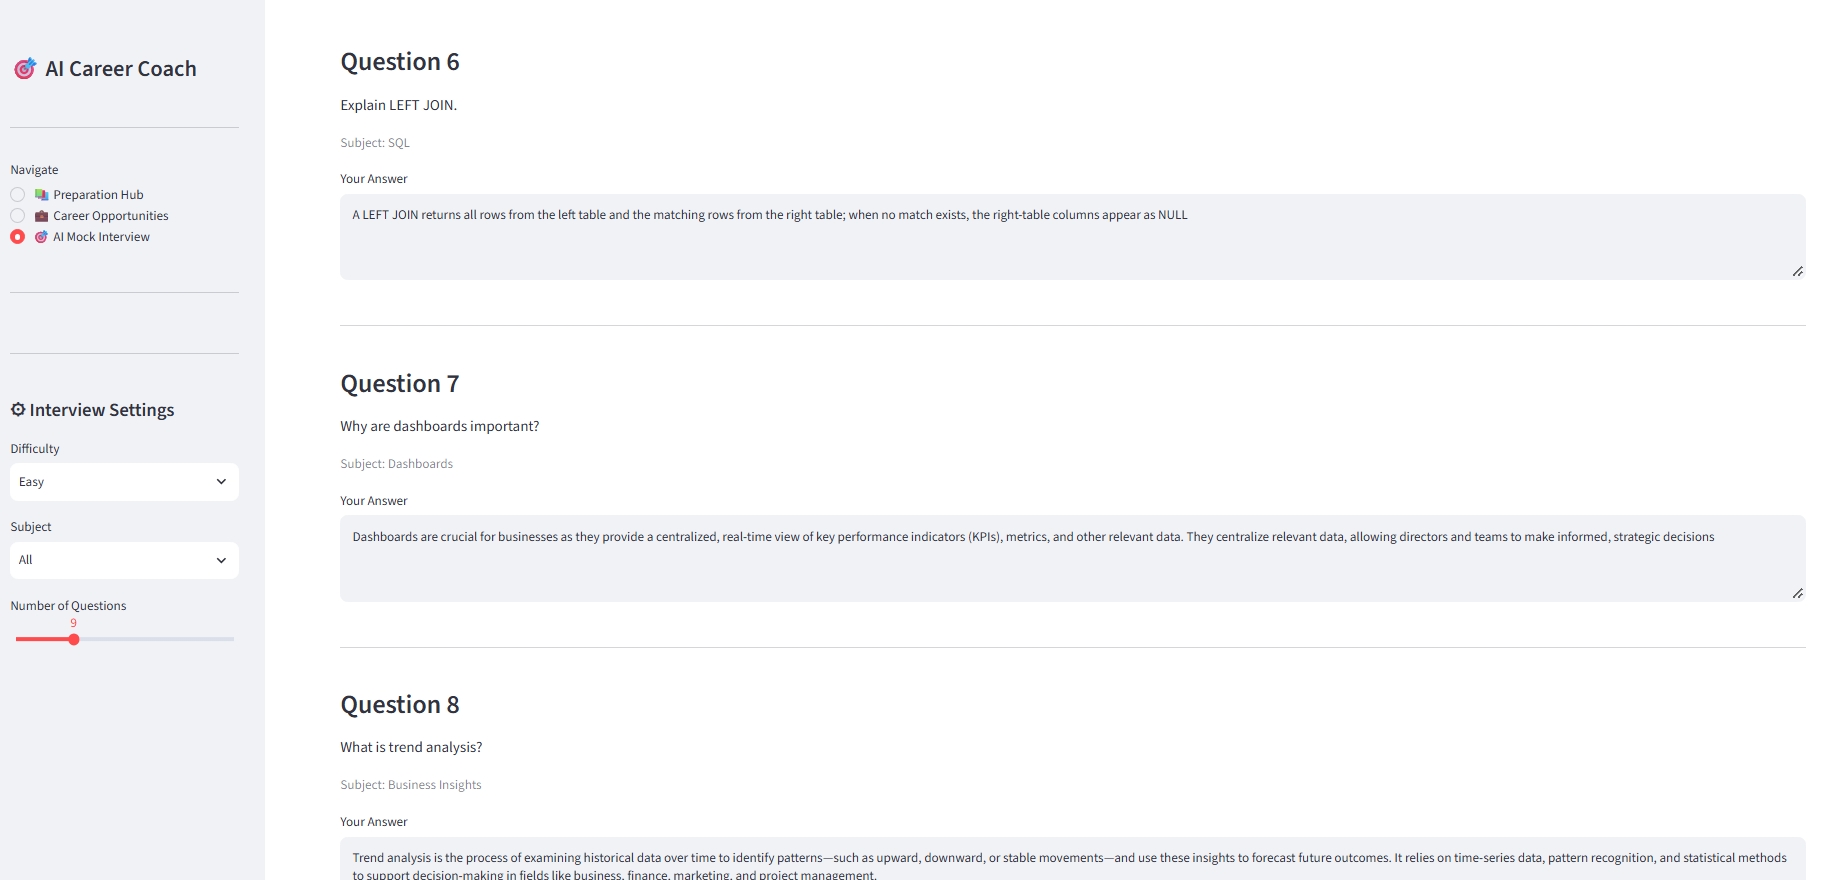 AI Career Coach
Navigate
Preparation Hub
Career Opportunities
AI Mock Interview
Interview Settings
Difficulty
Easy
Subject
All
Number of Questions
9
Question 6
Explain LEFT JOIN.
Subject: SQL
Your Answer
A LEFT JOIN returns all rows from the left table and the matching rows from the right table; when no match exists, the right-table columns appear as NULL
Question 7
Why are dashboards important?
Subject: Dashboards
Your Answer
Dashboards are crucial for businesses as they provide a centralized, real-time view of key performance indicators (KPIs), metrics, and other relevant data. They centralize relevant data, allowing directors and teams to make informed, strategic decisions
Question 8
What is trend analysis?
Subject: Business Insights
Your Answer
Trend analysis is the process of examining historical data over time to identify patterns—such as upward, downward, or stable movements—and use these insights to forecast future outcomes. It relies on time-series data, pattern recognition, and statistical methods
to support decision-making in fields like business, finance, marketing, and project management.